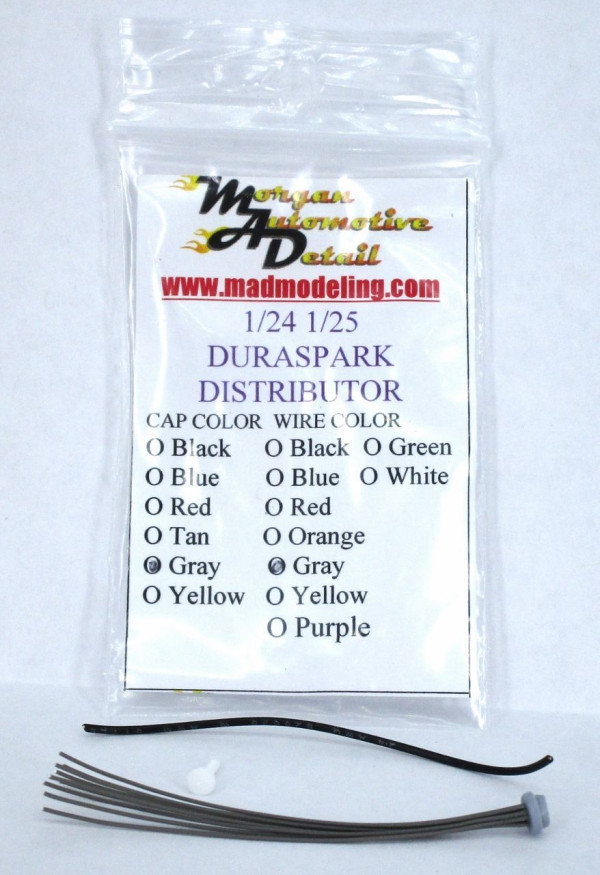 Morgan
Automotive
Detail
www.madmodeling.com
1/24 1/25
DURASPARK
DISTRIBUTOR
CAP COLOR WIRE COLOR
O Black O Black O Green
O Blue O Blue O White
O Red O Red
O Tan O Orange
O Gray O Gray
O Yellow O Yellow
O Purple